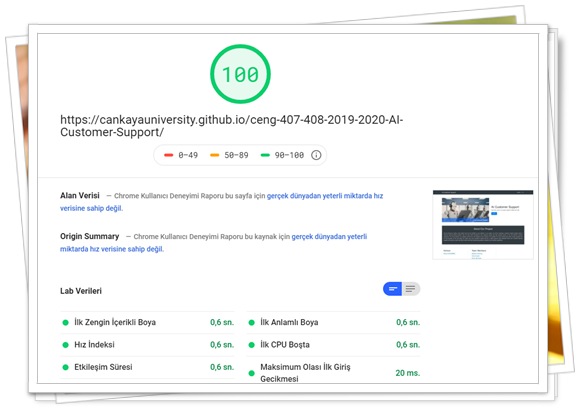 100
https://cankayauniversity.github.io/ceng-407-408-2019-2020-AI-
Customer-Support/
0–49 50–89 90–100
Alan Verisi — Chrome Kullanıcı Deneyimi Raporu bu sayfa için gerçek dünyadan yeterli miktarda hız
verisine sahip değil.
Origin Summary — Chrome Kullanıcı Deneyimi Raporu bu kaynak için gerçek dünyadan yeterli
miktarda hız verisine sahip değil.
Lab Verileri
İlk Zengin İçerikli Boya 0,6 sn. İlk Anlamlı Boya 0,6 sn.
Hız İndeksi 0,6 sn. İlk CPU Boşta 0,6 sn.
Etkileşim Süresi 0,6 sn. Maksimum Olası İlk Giriş
Gecikmesi 20 ms.